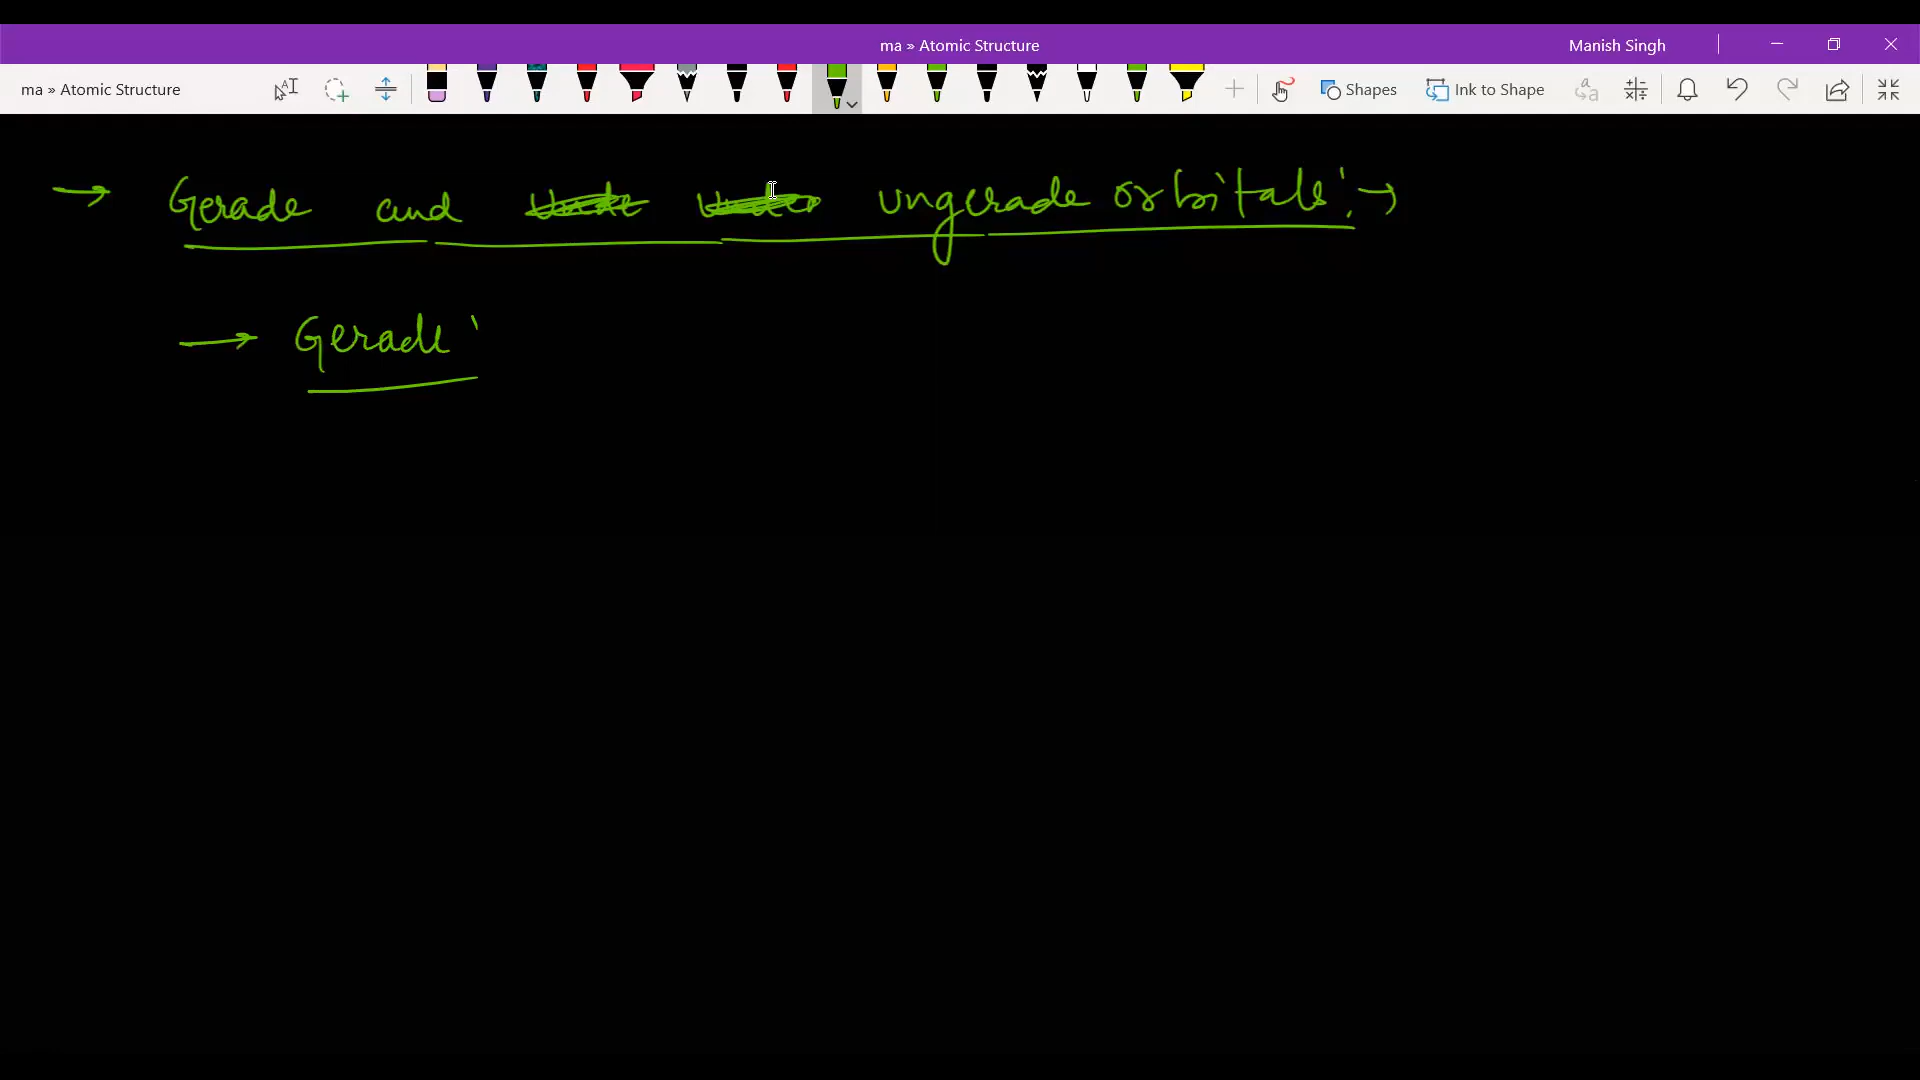 ma » Atomic Structure
Manish Singh
ma » Atomic Structure
Shapes
Ink to Shape
→ Gerade and ungerade orbitals :→
→ Gerade